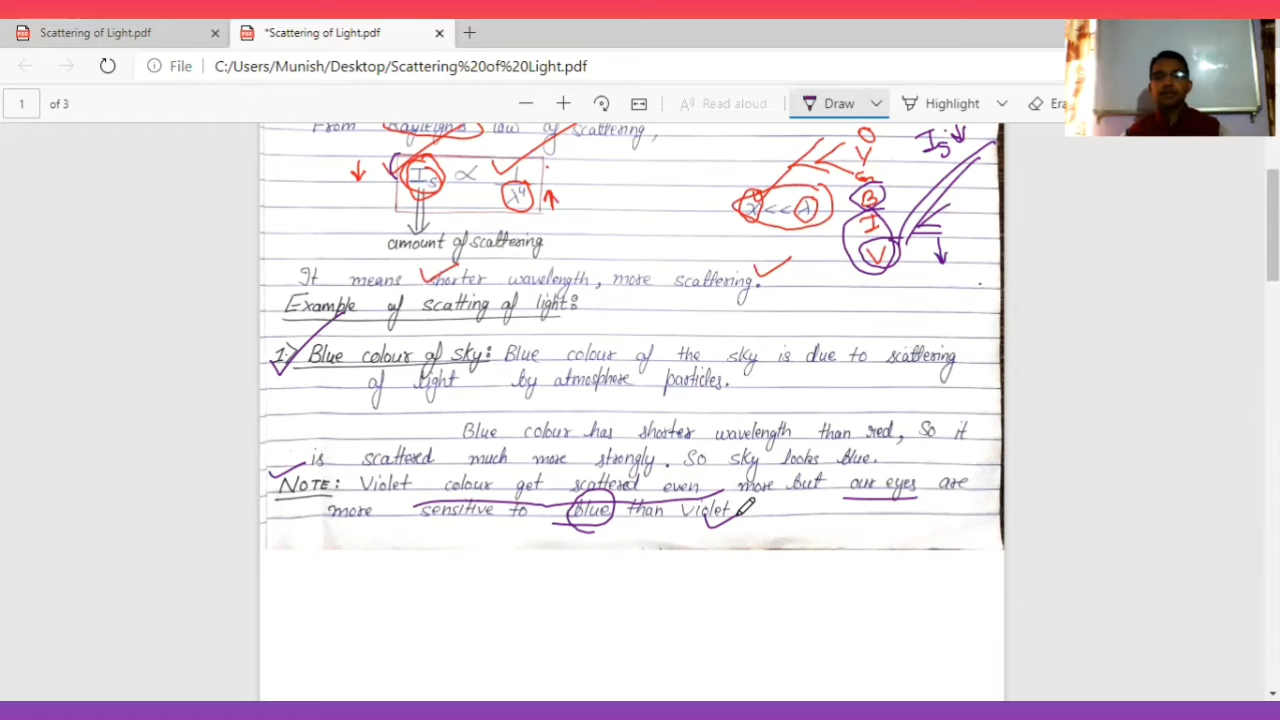 Scattering of Light.pdf
*Scattering of Light.pdf
File
C:/Users/Munish/Desktop/Scattering%20of%20Light.pdf
1 of 3
Read aloud
Draw
Highlight
Era
From Rayleigh's law of scattering,
Is ∝ 1/λ⁴
x << λ
O
Y
G
B
I
V
Is↓
amount of scattering
It means shorter wavelength, more scattering.
Example of scatting of light:
1.) Blue colour of sky: Blue colour of the sky is due to scattering
of light by atmosphere particles.
Blue colour has shorter wavelength than red, So it
is scattered much more strongly. So sky looks blue.
NOTE: Violet colour get scattered even more but our eyes are
more sensitive to blue than violet